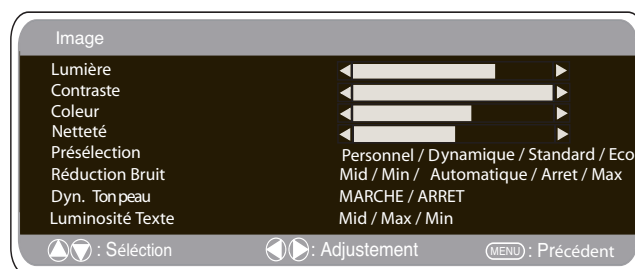 Image
Lumière
Contraste
Coleur
Netteté
Présélection Personnel / Dynamique / Standard / Eco
Réduction Bruit Mid / Min / Automatique / Arret / Max
Dyn. Ton peau MARCHE / ARRET
Luminosité Texte Mid / Max / Min
: Séléction : Adjustement MENU : Précédent